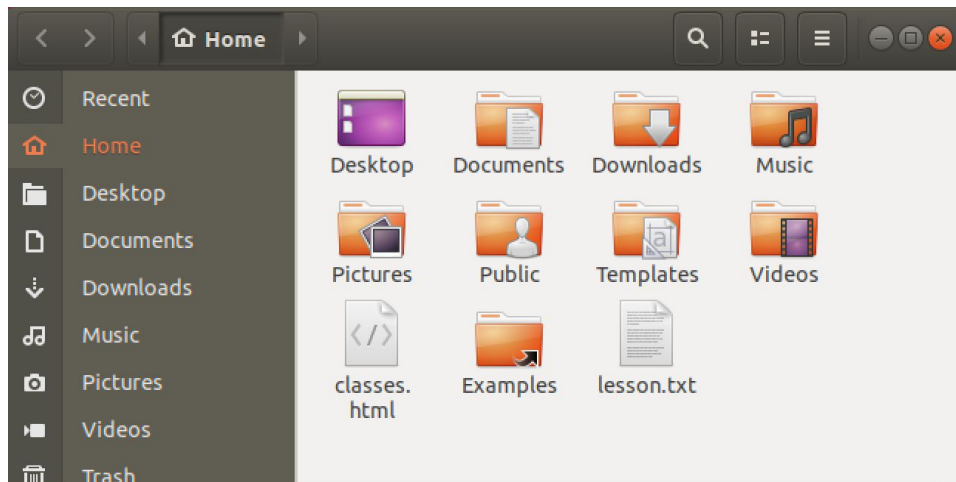 Home
Recent
Home
Desktop
Documents
Downloads
Music
Pictures
Videos
Trash
Desktop Documents Downloads Music
Pictures Public Templates Videos
classes. Examples lesson.txt
html